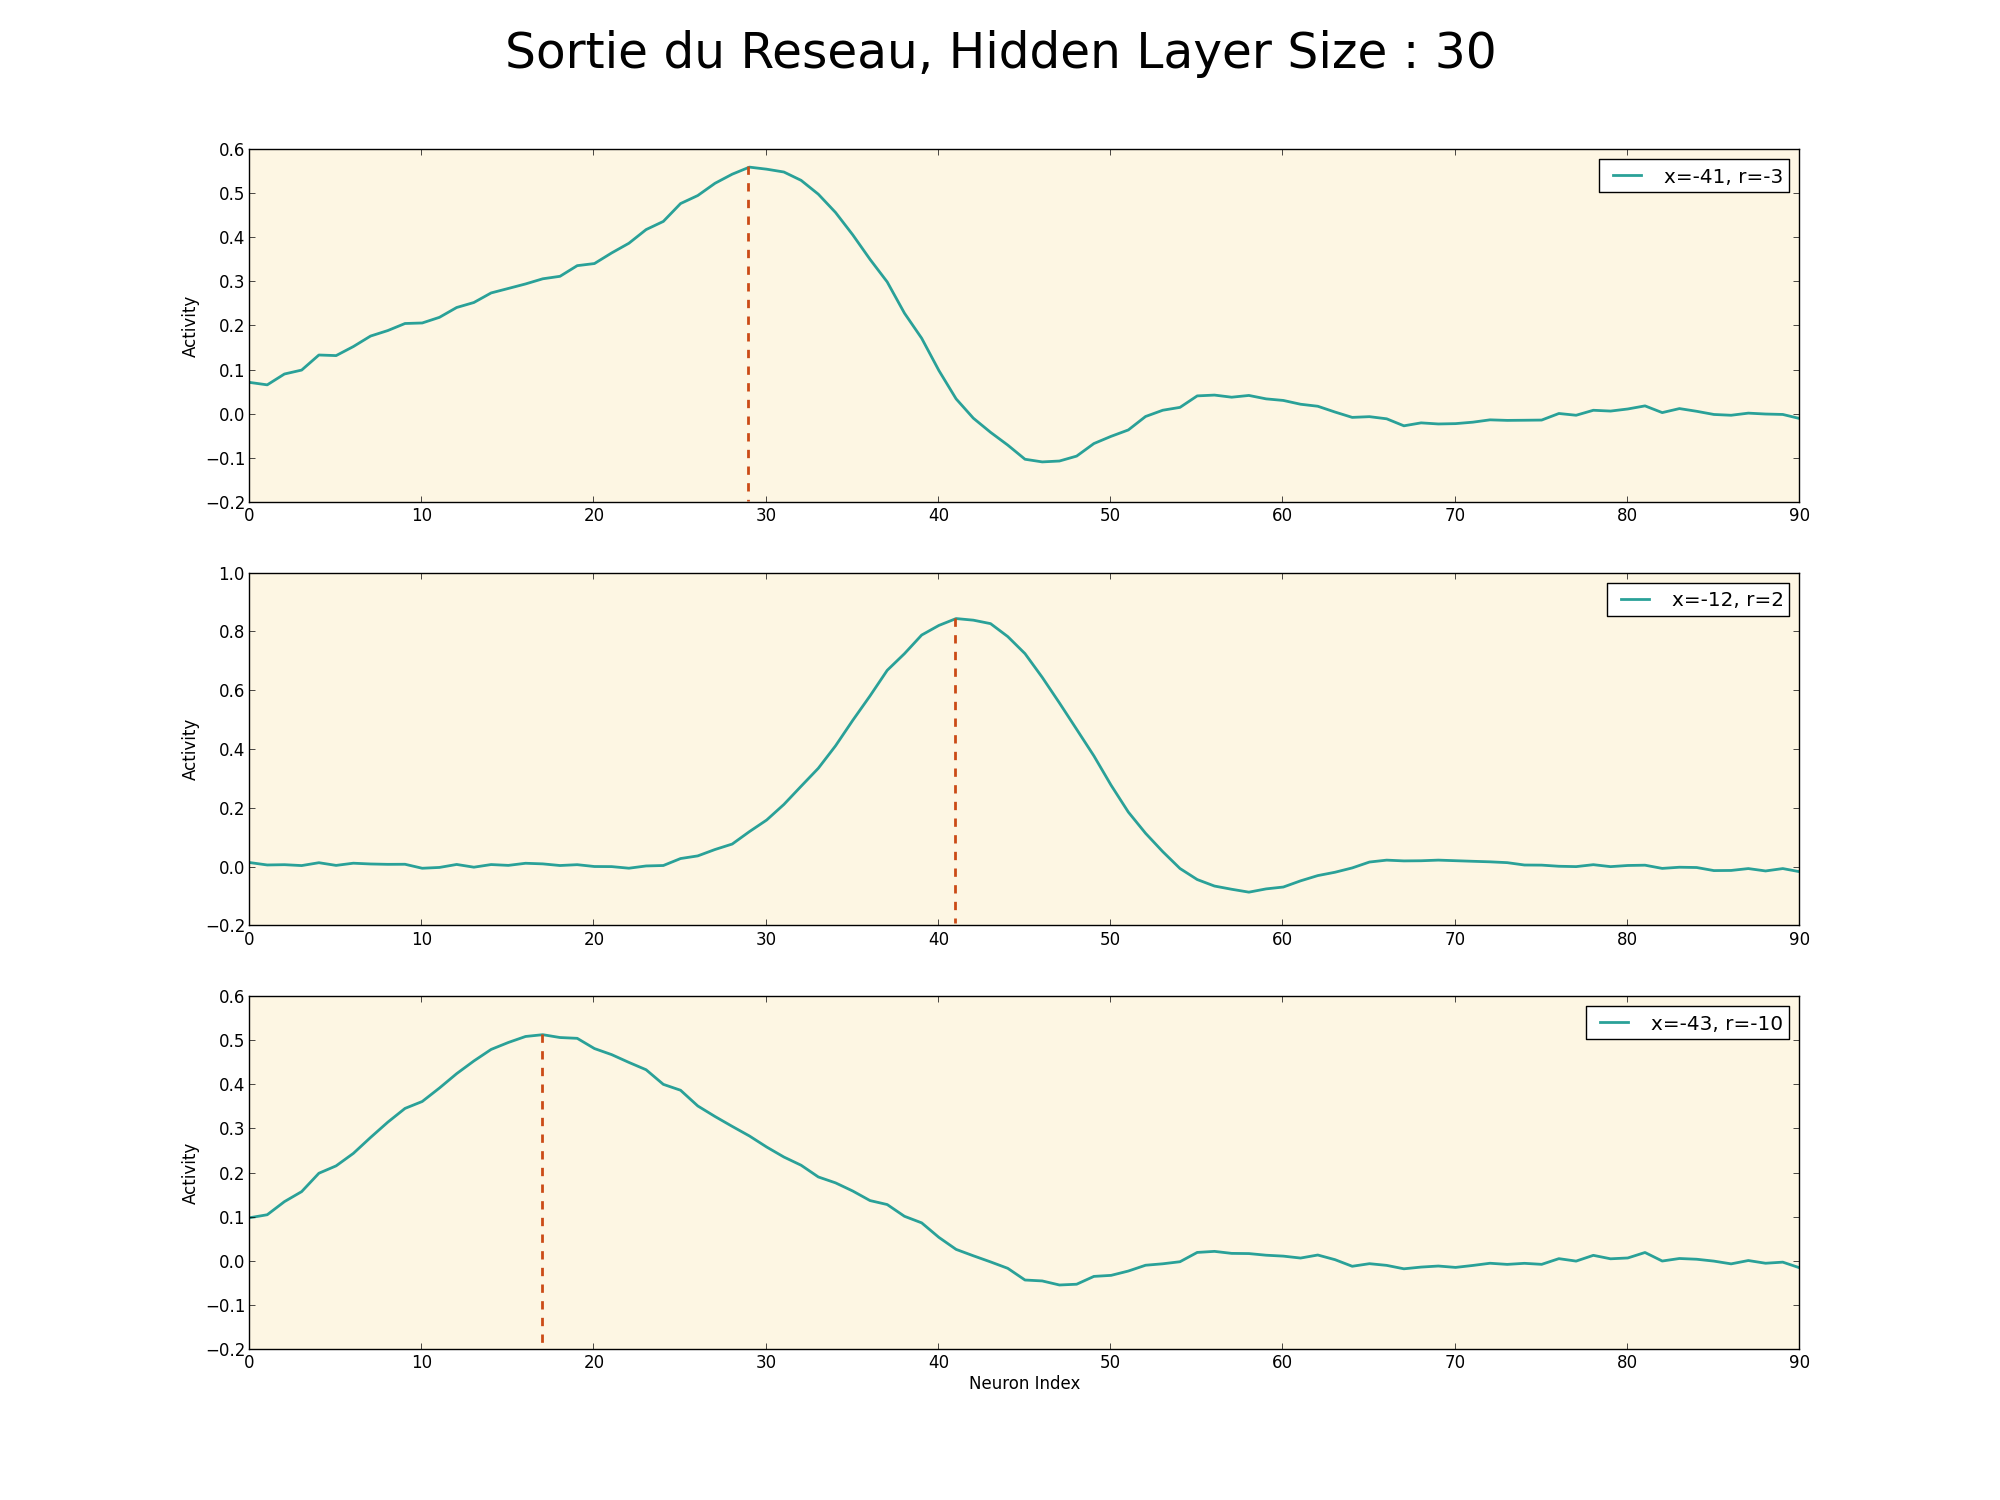 Sortie du Reseau, Hidden Layer Size : 30
0.6
0.5
0.4
0.3
0.2
0.1
0.0
−0.1
−0.2
Activity
x=-41, r=-3
0 10 20 30 40 50 60 70 80 90
1.0
0.8
0.6
0.4
0.2
0.0
−0.2
Activity
x=-12, r=2
0 10 20 30 40 50 60 70 80 90
0.6
0.5
0.4
0.3
0.2
0.1
0.0
−0.1
−0.2
Activity
x=-43, r=-10
0 10 20 30 40 50 60 70 80 90
Neuron Index